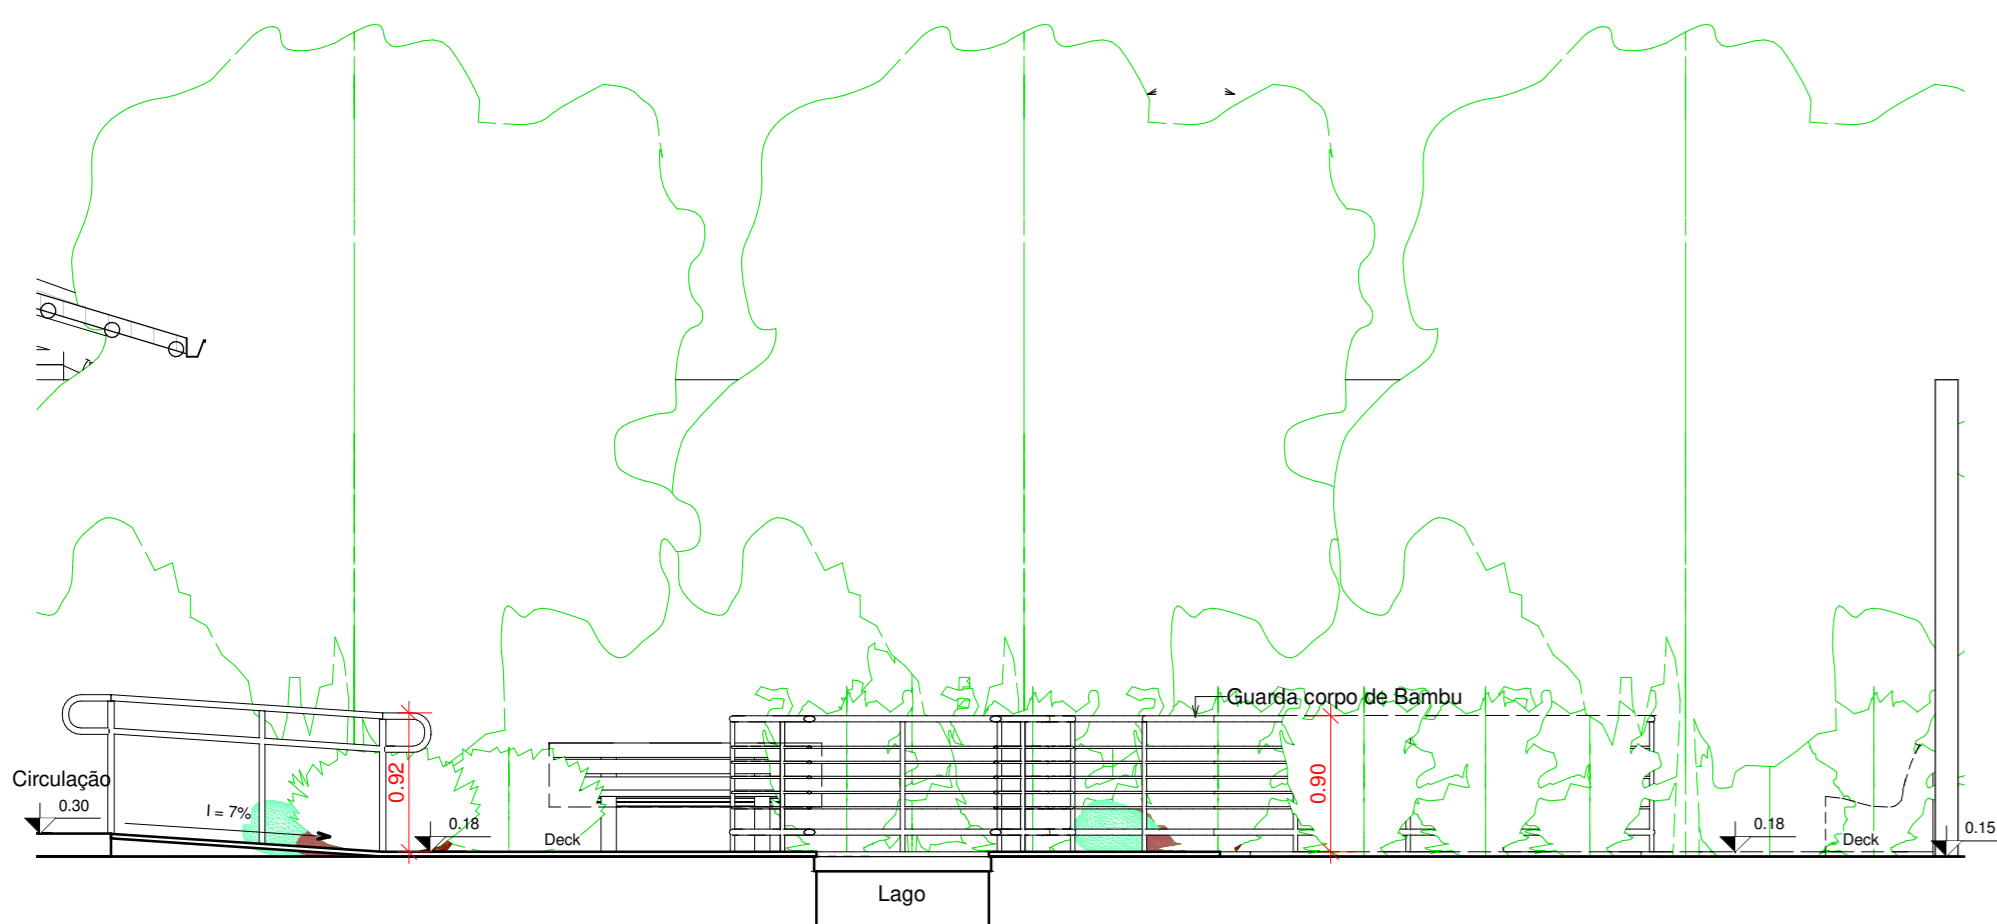 Guarda corpo de Bambu
Circulação
0.30
I = 7%
0.92
0.18
Deck
0.90
0.18
Deck
0.15
Lago